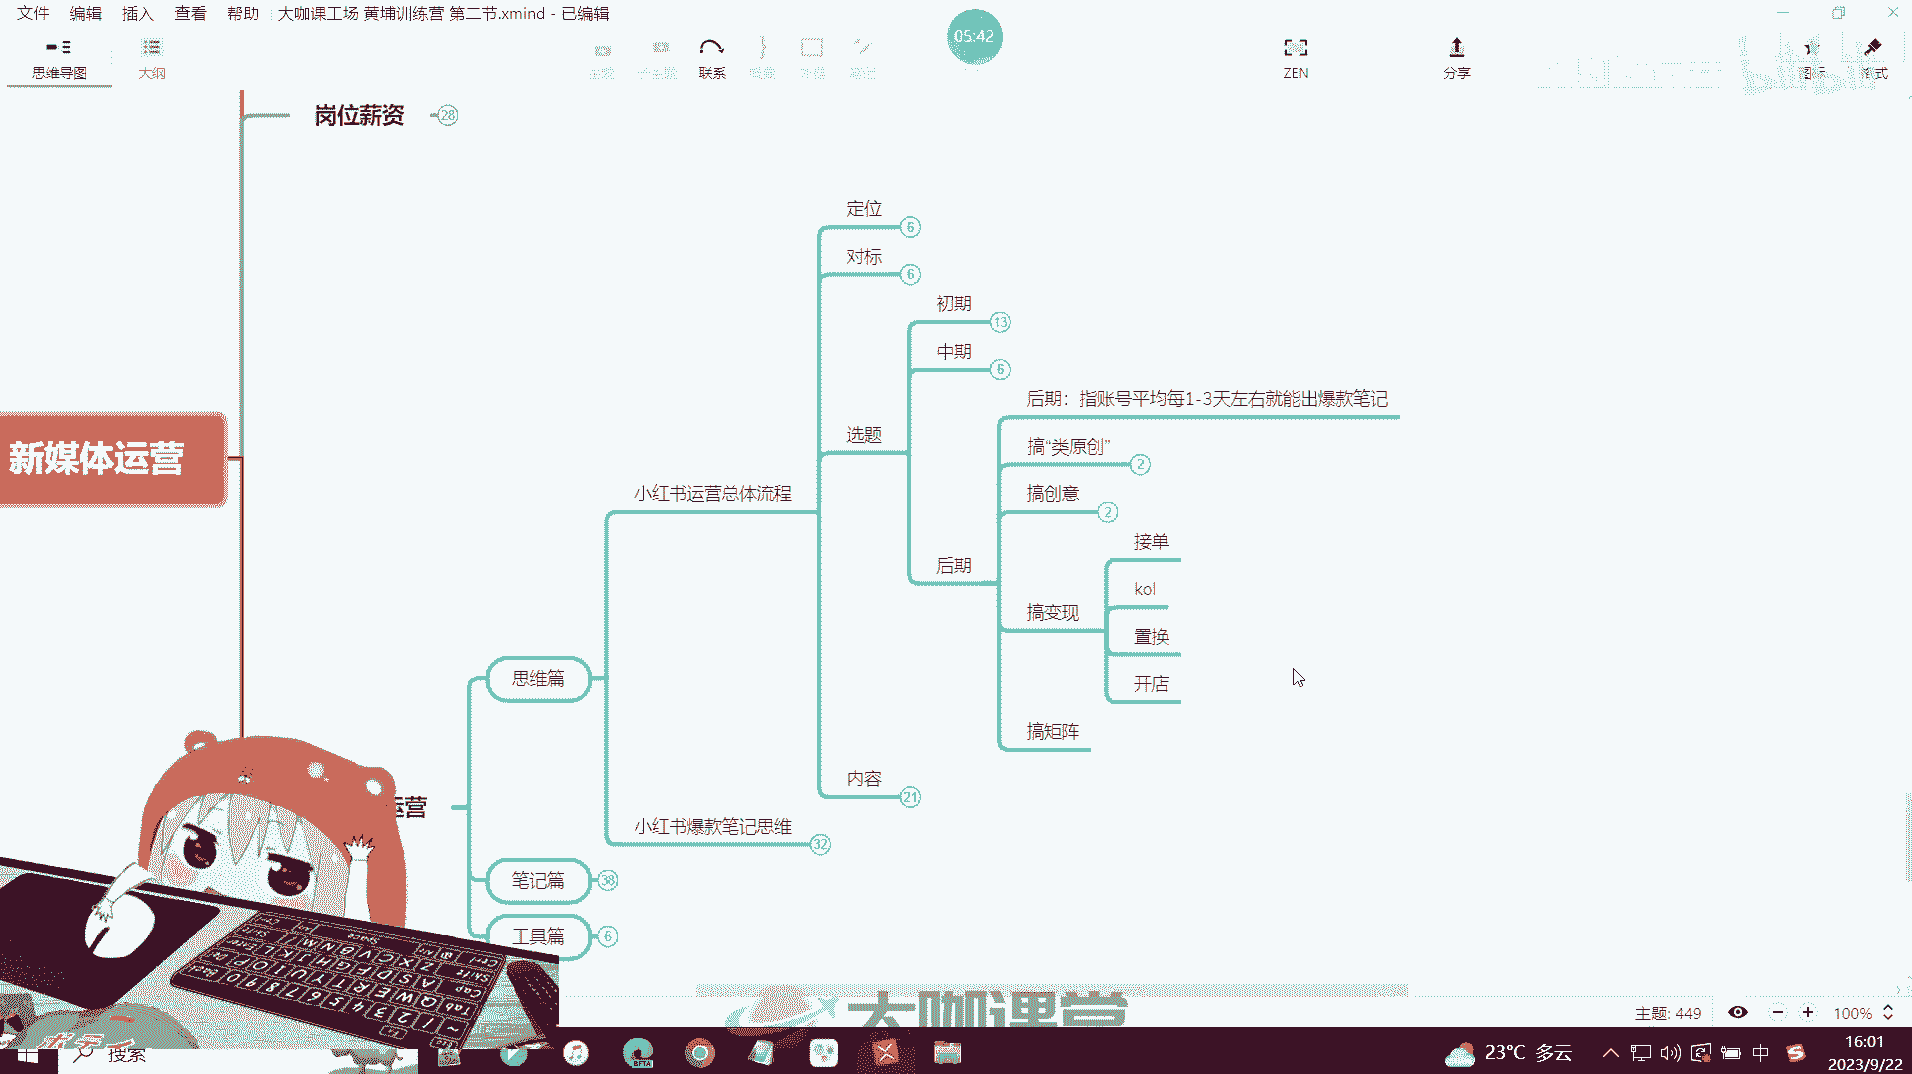 文件 编辑 插入 查看 帮助 大咖课工场 黄埔训练营 第二节.xmind - 已编辑
05:42
思维导图 大纲 联系 ZEN 分享 图标 格式
岗位薪资 28
定位 6
对标 6
初期 13
中期 6
后期：指账号平均每1-3天左右就能出爆款笔记
选题
搞“类原创” 2
新媒体运营
小红书运营总体流程
搞创意 2
接单
后期
kol
搞变现
置换
思维篇
开店
搞矩阵
内容 21
运营
小红书爆款笔记思维 32
笔记篇 38
工具篇 6
大咖课堂
主题: 449 100%
搜索
BETA
23°C 多云 中
16:01
2023/9/22